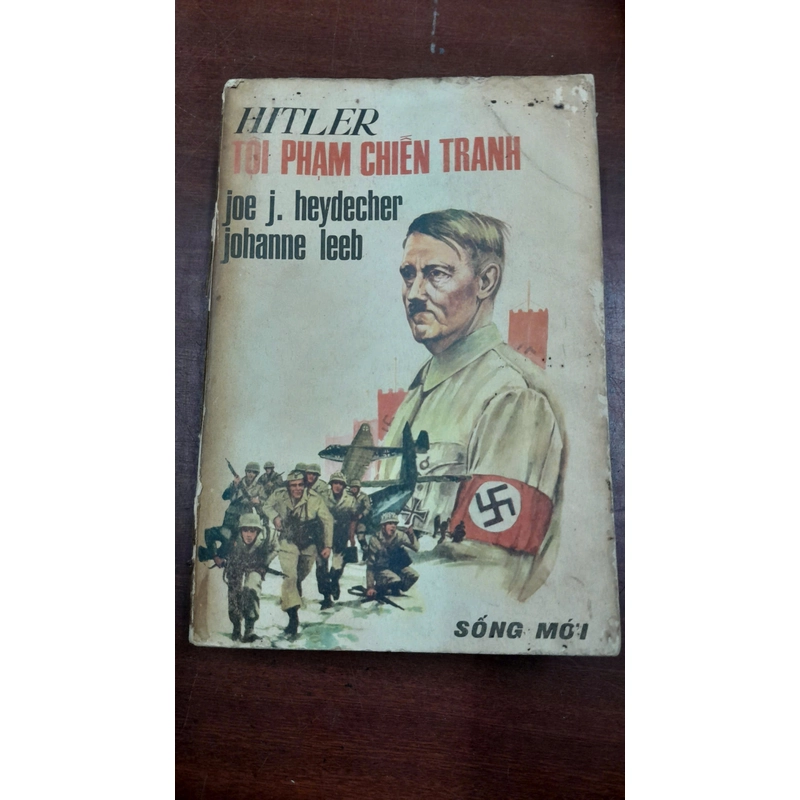 HITLER
TỘI PHẠM CHIẾN TRANH
joe j. heydecher
johanne leeb
SỐNG MỚI